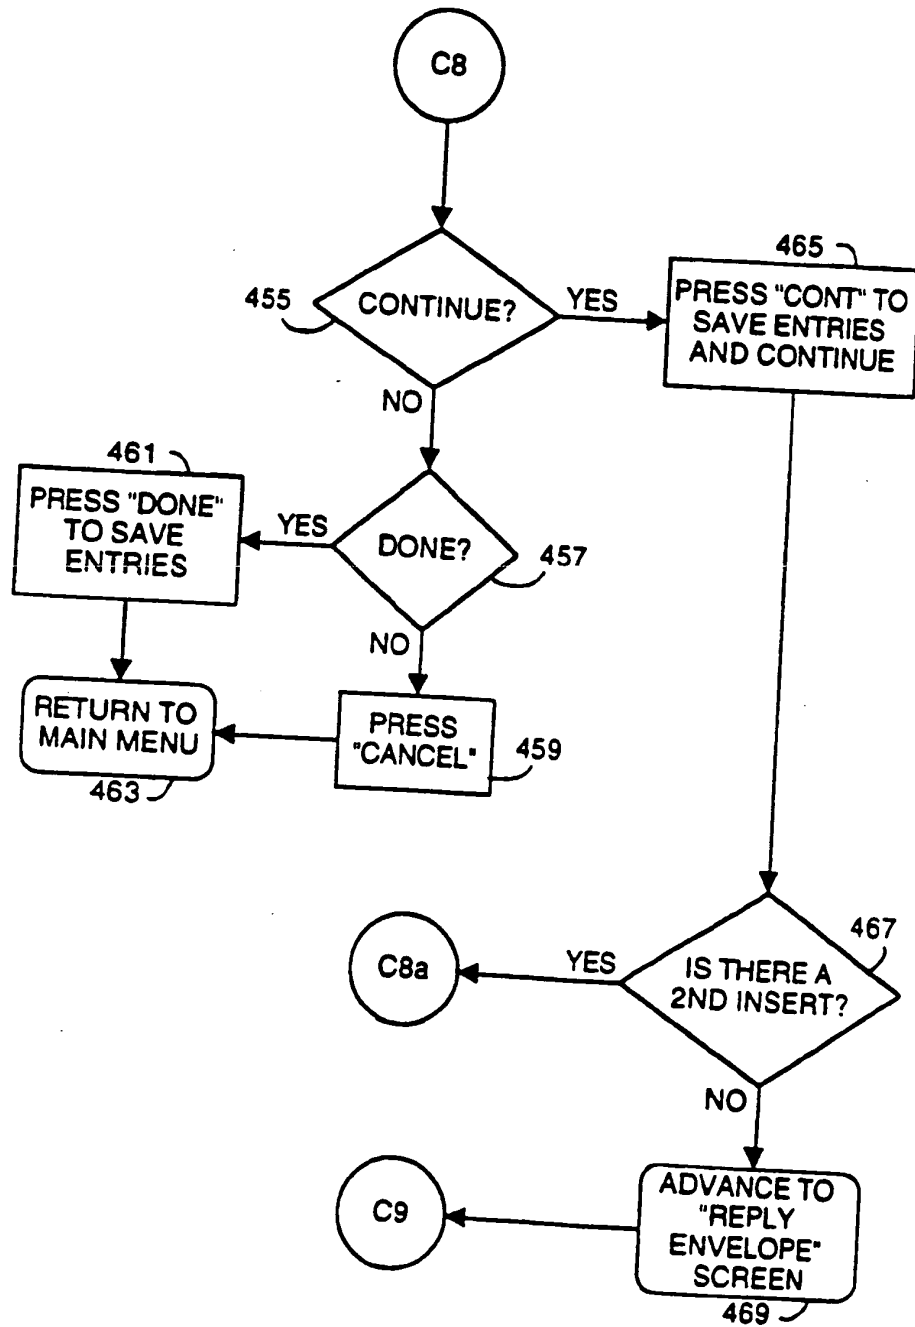 C8
455
CONTINUE?
YES
NO
465
PRESS "CONT" TO
SAVE ENTRIES
AND CONTINUE
461
PRESS "DONE"
TO SAVE
ENTRIES
YES
DONE?
457
NO
RETURN TO
MAIN MENU
463
PRESS
"CANCEL"
459
C8a
YES
467
IS THERE A
2ND INSERT?
NO
C9
ADVANCE TO
"REPLY
ENVELOPE"
SCREEN
469